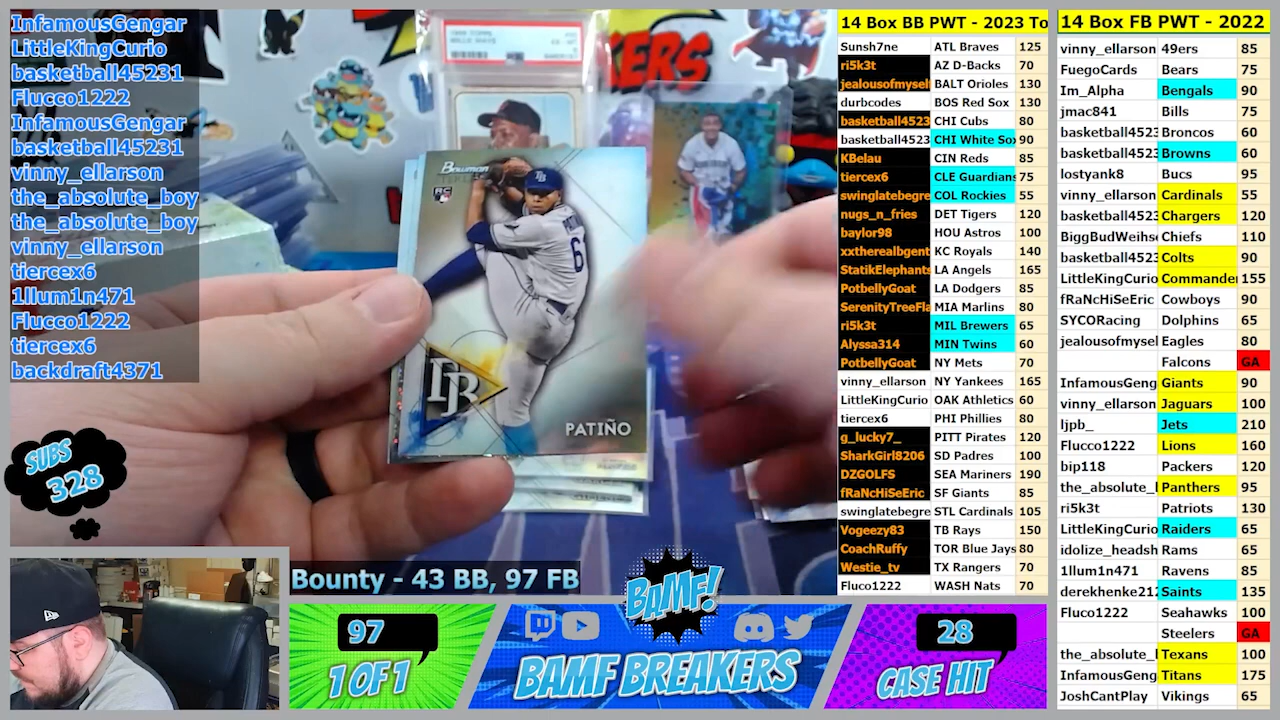 InfamousGengar
LittleKingCurio
basketball45231
Flucco1222
InfamousGengar
basketball45231
vinny_ellarson
the_absolute_boy
the_absolute_boy
vinny_ellarson
tiercex6
1llum1n471
Flucco1222
tiercex6
backdraft4371
SUBS
328
KERS
Bowman
RC
6
TB
PATIÑO
Bounty - 43 BB, 97 FB
97
1 OF 1
BAMF!
BAMF BREAKERS
28
CASE HIT
14 Box BB PWT - 2023 To
Sunsh7ne ATL Braves 125
ri5k3t AZ D-Backs 70
jealousofmysel BALT Orioles 130
durbcodes BOS Red Sox 130
basketball4523 CHI Cubs 80
basketball4523 CHI White Sox 90
KBelau CIN Reds 85
tiercex6 CLE Guardians 75
swinglatebegre COL Rockies 55
nugs_n_fries DET Tigers 120
baylor98 HOU Astros 100
xxtherealbgent KC Royals 140
StatikElephants LA Angels 165
PotbellyGoat LA Dodgers 85
SerenityTreeFla MIA Marlins 80
ri5k3t MIL Brewers 65
Alyssa314 MIN Twins 60
PotbellyGoat NY Mets 70
vinny_ellarson NY Yankees 165
LittleKingCurio OAK Athletics 60
tiercex6 PHI Phillies 80
g_lucky7_ PITT Pirates 120
SharkGirl8206 SD Padres 100
DZGOLFS SEA Mariners 190
fRaNcHiSeEric SF Giants 85
swinglatebegre STL Cardinals 105
Vogeezy83 TB Rays 150
CoachRuffy TOR Blue Jays 80
Westie_tv TX Rangers 70
Fluco1222 WASH Nats 70
14 Box FB PWT - 2022
vinny_ellarson 49ers 85
FuegoCards Bears 75
Im_Alpha Bengals 90
jmac841 Bills 75
basketball4523 Broncos 60
basketball4523 Browns 60
lostyank8 Bucs 95
vinny_ellarson Cardinals 55
basketball4523 Chargers 120
BiggBudWeihs Chiefs 110
basketball4523 Colts 90
LittleKingCurio Commander 155
fRaNcHiSeEric Cowboys 90
SYCORacing Dolphins 65
jealousofmysel Eagles 80
Falcons GA
InfamousGeng Giants 90
vinny_ellarson Jaguars 100
ljpb_ Jets 210
Flucco1222 Lions 160
bip118 Packers 120
the_absolute_l Panthers 95
ri5k3t Patriots 130
LittleKingCurio Raiders 65
idolize_headsh Rams 65
1llum1n471 Ravens 85
derekhenke212 Saints 135
Fluco1222 Seahawks 100
Steelers GA
the_absolute_l Texans 100
InfamousGeng Titans 175
JoshCantPlay Vikings 65